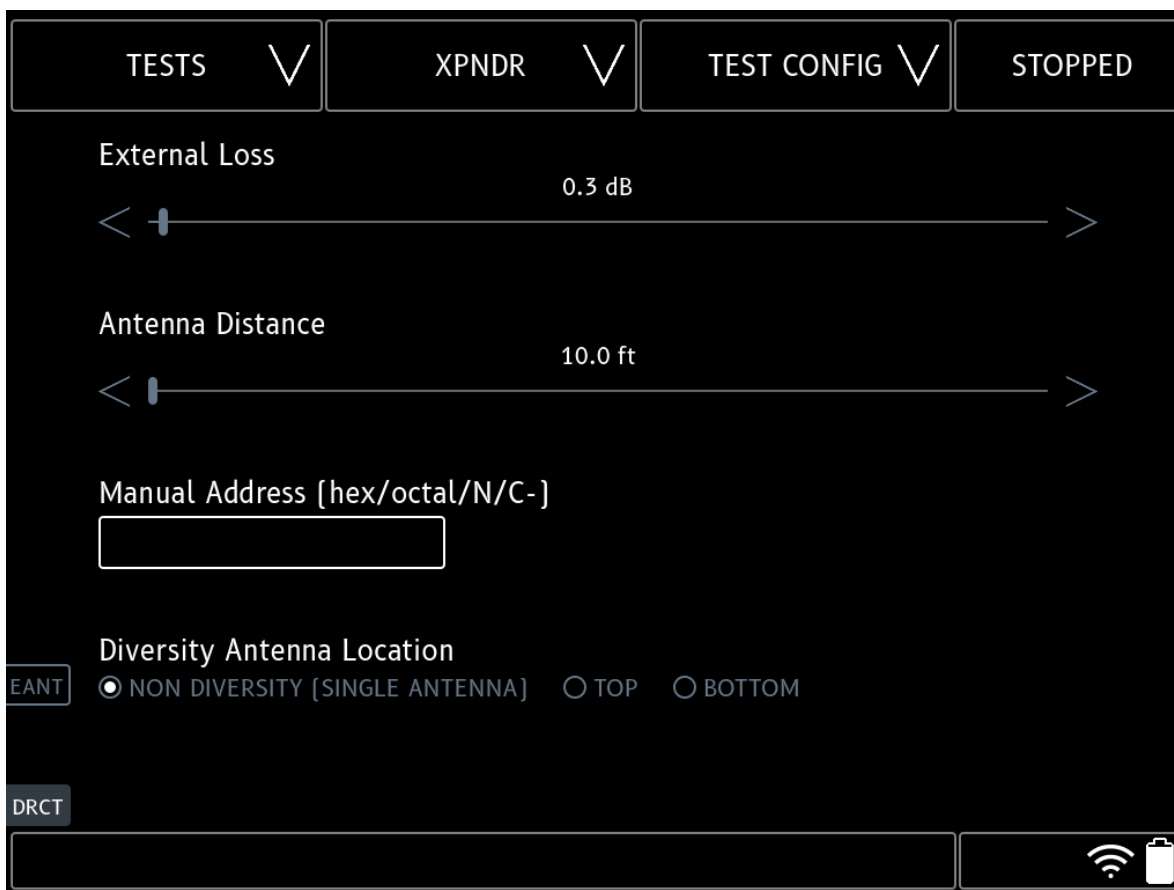 TESTS XPNDR TEST CONFIG STOPPED
External Loss
0.3 dB
Antenna Distance
10.0 ft
Manual Address (hex/octal/N/C-)
Diversity Antenna Location
EANT NON DIVERSITY (SINGLE ANTENNA) TOP BOTTOM
DRCT